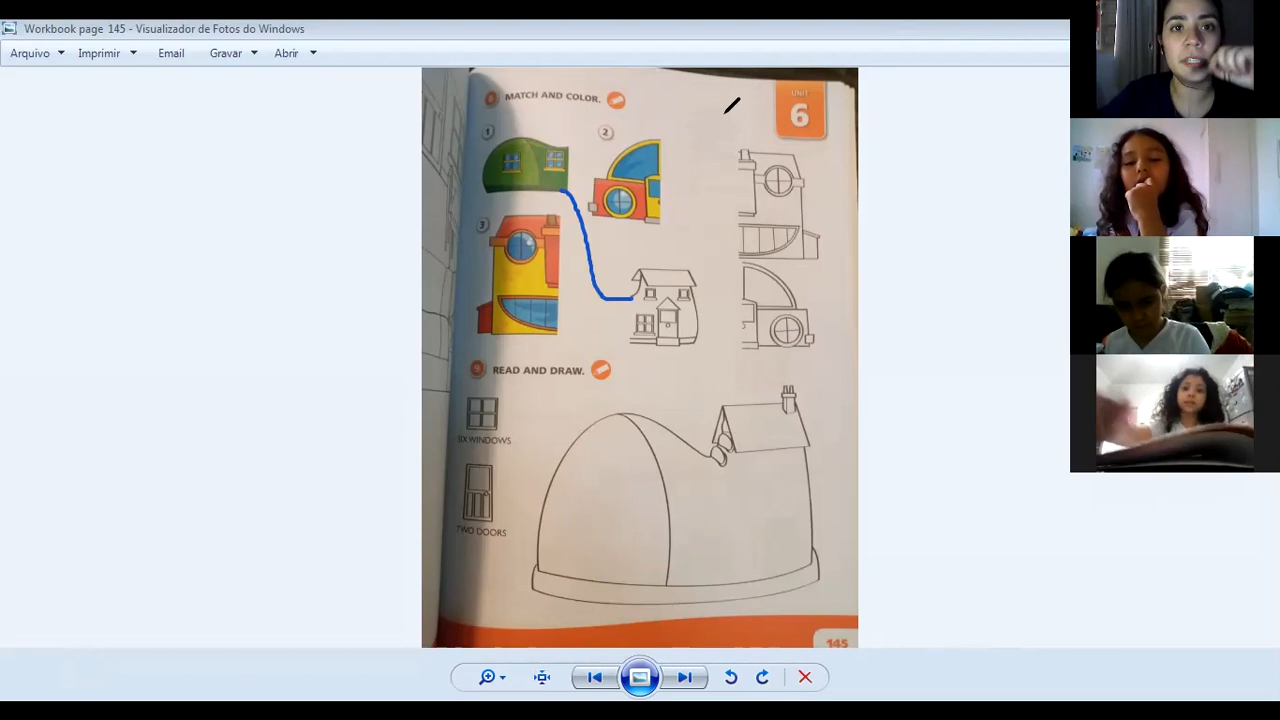 Workbook page 145 - Visualizador de Fotos do Windows
Arquivo Imprimir Email Gravar Abrir
MATCH AND COLOR.
UNIT
6
1
2
3
READ AND DRAW.
SIX WINDOWS
TWO DOORS
145